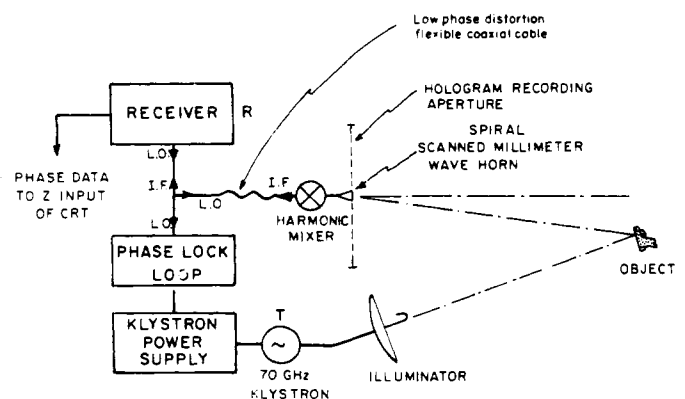 Low phase distortion
flexible coaxial cable
HOLOGRAM RECORDING
APERTURE
RECEIVER R
SPIRAL
SCANNED MILLIMETER
WAVE HORN
L.O.
PHASE DATA
TO Z INPUT
OF CRT
I.F.
L.O
I.F
HARMONIC
MIXER
L.O.
PHASE LOCK
LOOP
OBJECT
KLYSTRON
POWER
SUPPLY
T
~
70 GHz
KLYSTRON
ILLUMINATOR